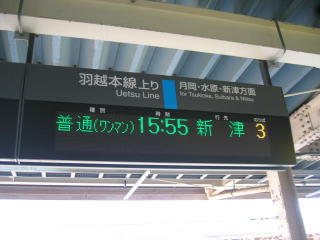 羽越本線上り 月岡・水原・新津方面
Uetsu Line for Tsukioka, Suibara & Niitsu
種別 時刻 行先 のりば
普通(ワンマン) 15:55 新津 3